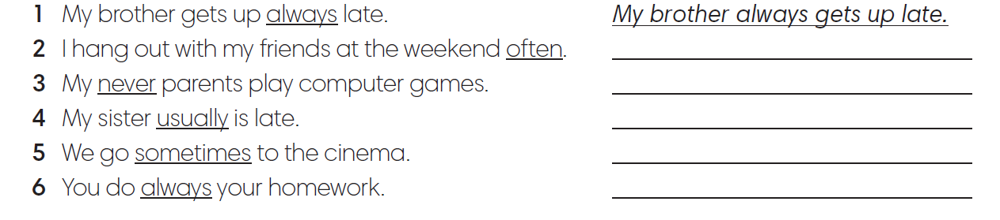 1 My brother gets up always late. My brother always gets up late.
2 I hang out with my friends at the weekend often.
3 My never parents play computer games.
4 My sister usually is late.
5 We go sometimes to the cinema.
6 You do always your homework.